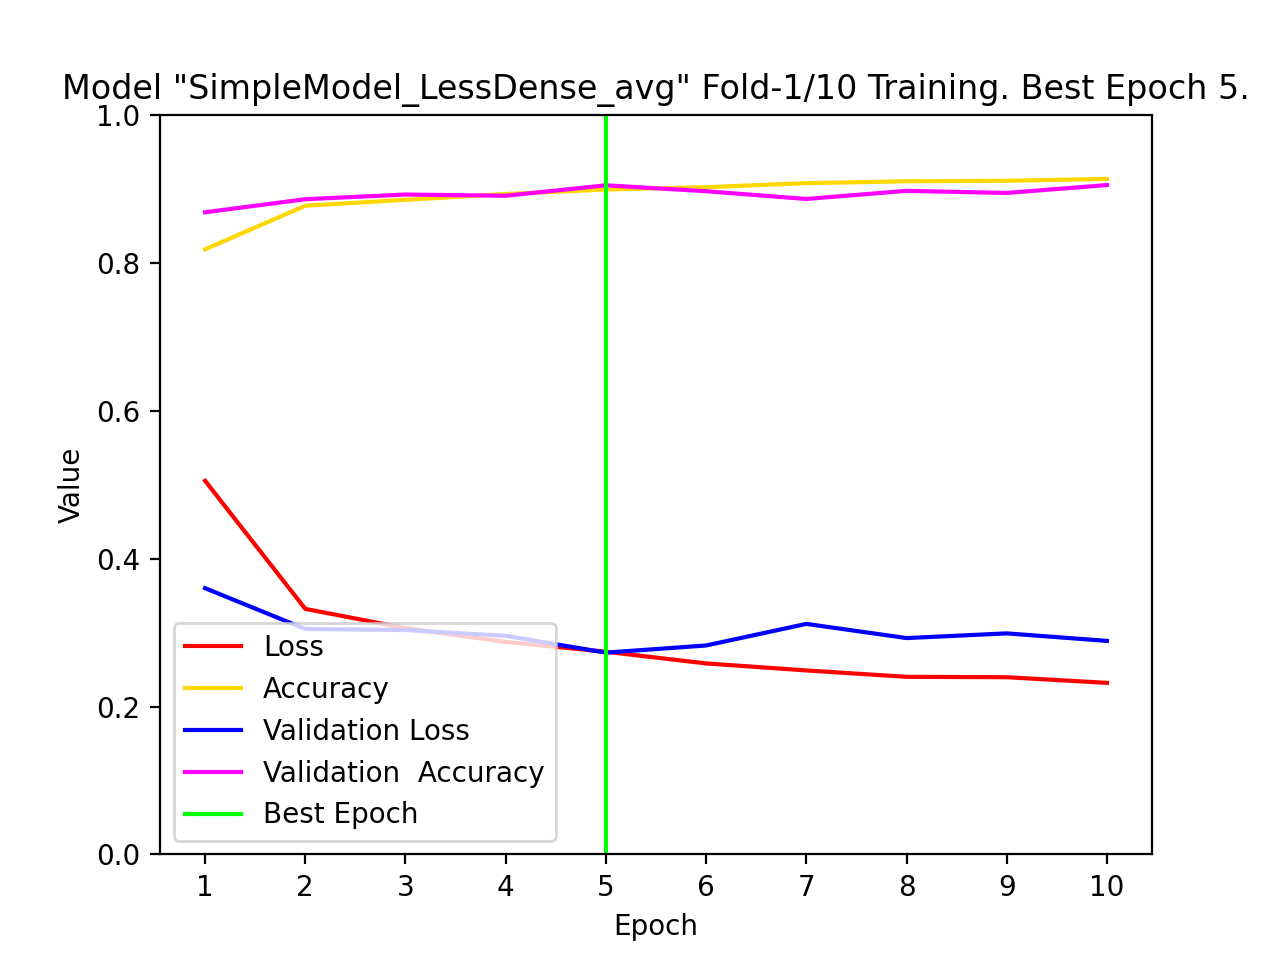 Model "SimpleModel_LessDense_avg" Fold-1/10 Training. Best Epoch 5.
1.0
0.8
0.6
0.4
0.2
0.0
Value
Loss
Accuracy
Validation Loss
Validation  Accuracy
Best Epoch
1 2 3 4 5 6 7 8 9 10
Epoch